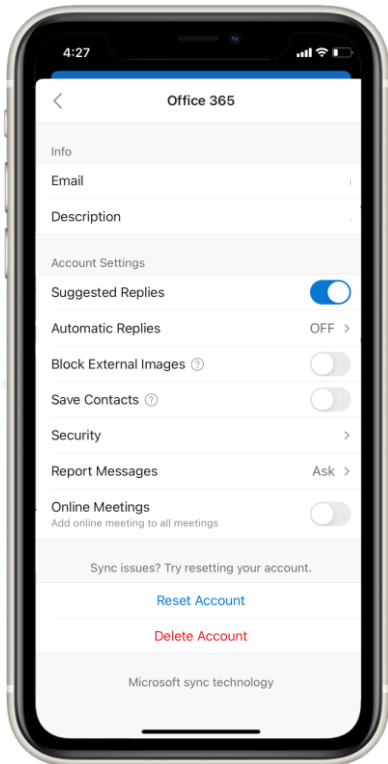 4:27
Office 365
Info
Email
Description
Account Settings
Suggested Replies
Automatic Replies OFF
Block External Images ?
Save Contacts ?
Security
Report Messages Ask
Online Meetings
Add online meeting to all meetings
Sync issues? Try resetting your account.
Reset Account
Delete Account
Microsoft sync technology